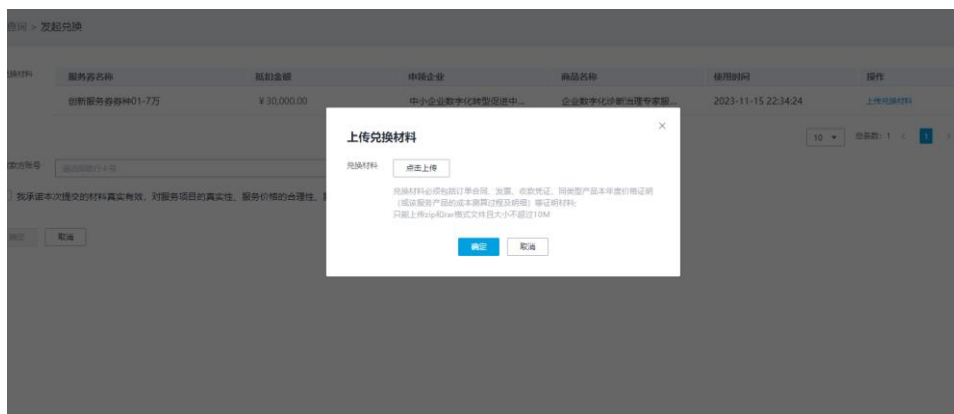 查询 > 发起兑换
兑换材料
服务券名称 抵扣金额 申领企业 商品名称 使用时间 操作
创新服务券券种01-7万 ¥30,000.00 中小企业数字化转型促进中... 企业数字化诊断治理专家服... 2023-11-15 22:34:24 上传兑换材料
10 总条数: 1 < 1 >
收款方账号
我承诺本次提交的材料真实有效,对服务项目的真实性、服务价格的合理性、
确定 取消
上传兑换材料 ×
兑换材料 点击上传
兑换材料必须包括订单合同、发票、收款凭证、同类型产品本年度价格证明
(或该服务产品的成本测算过程及明细)等证明材料;
只能上传zip和rar格式文件且大小不超过10M
确定 取消